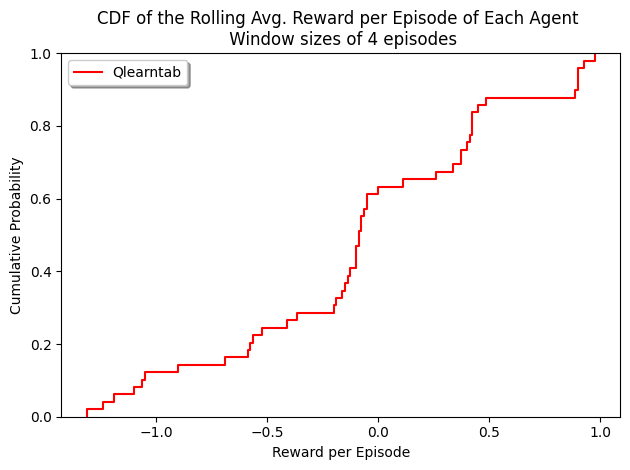 CDF of the Rolling Avg. Reward per Episode of Each Agent
Window sizes of 4 episodes
Qlearntab
Cumulative Probability
1.0
0.8
0.6
0.4
0.2
0.0
−1.0
−0.5
0.0
0.5
1.0
Reward per Episode